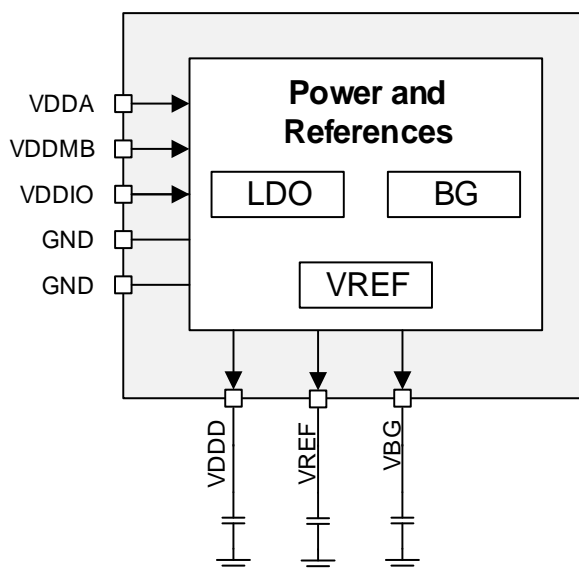 Power and
References
VDDA
VDDMB
VDDIO
GND
GND
LDO
BG
VREF
VDDD
VREF
VBG